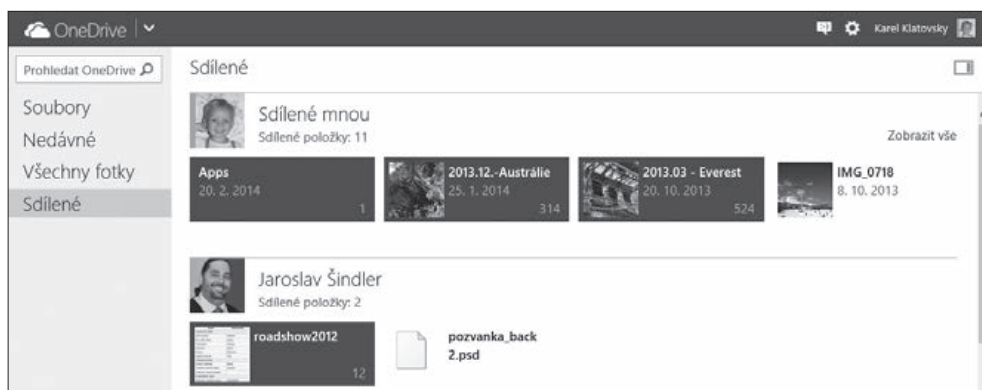 OneDrive
Karel Klatovsky
Prohledat OneDrive
Soubory
Nedávné
Všechny fotky
Sdílené
Sdílené
Sdílené mnou
Sdílené položky: 11
Zobrazit vše
Apps
20. 2. 2014
1
2013.12.-Austrálie
25. 1. 2014
314
2013.03 - Everest
20. 10. 2013
524
IMG_0718
8. 10. 2013
Jaroslav Šindler
Sdílené položky: 2
roadshow2012
12
pozvanka_back
2.psd